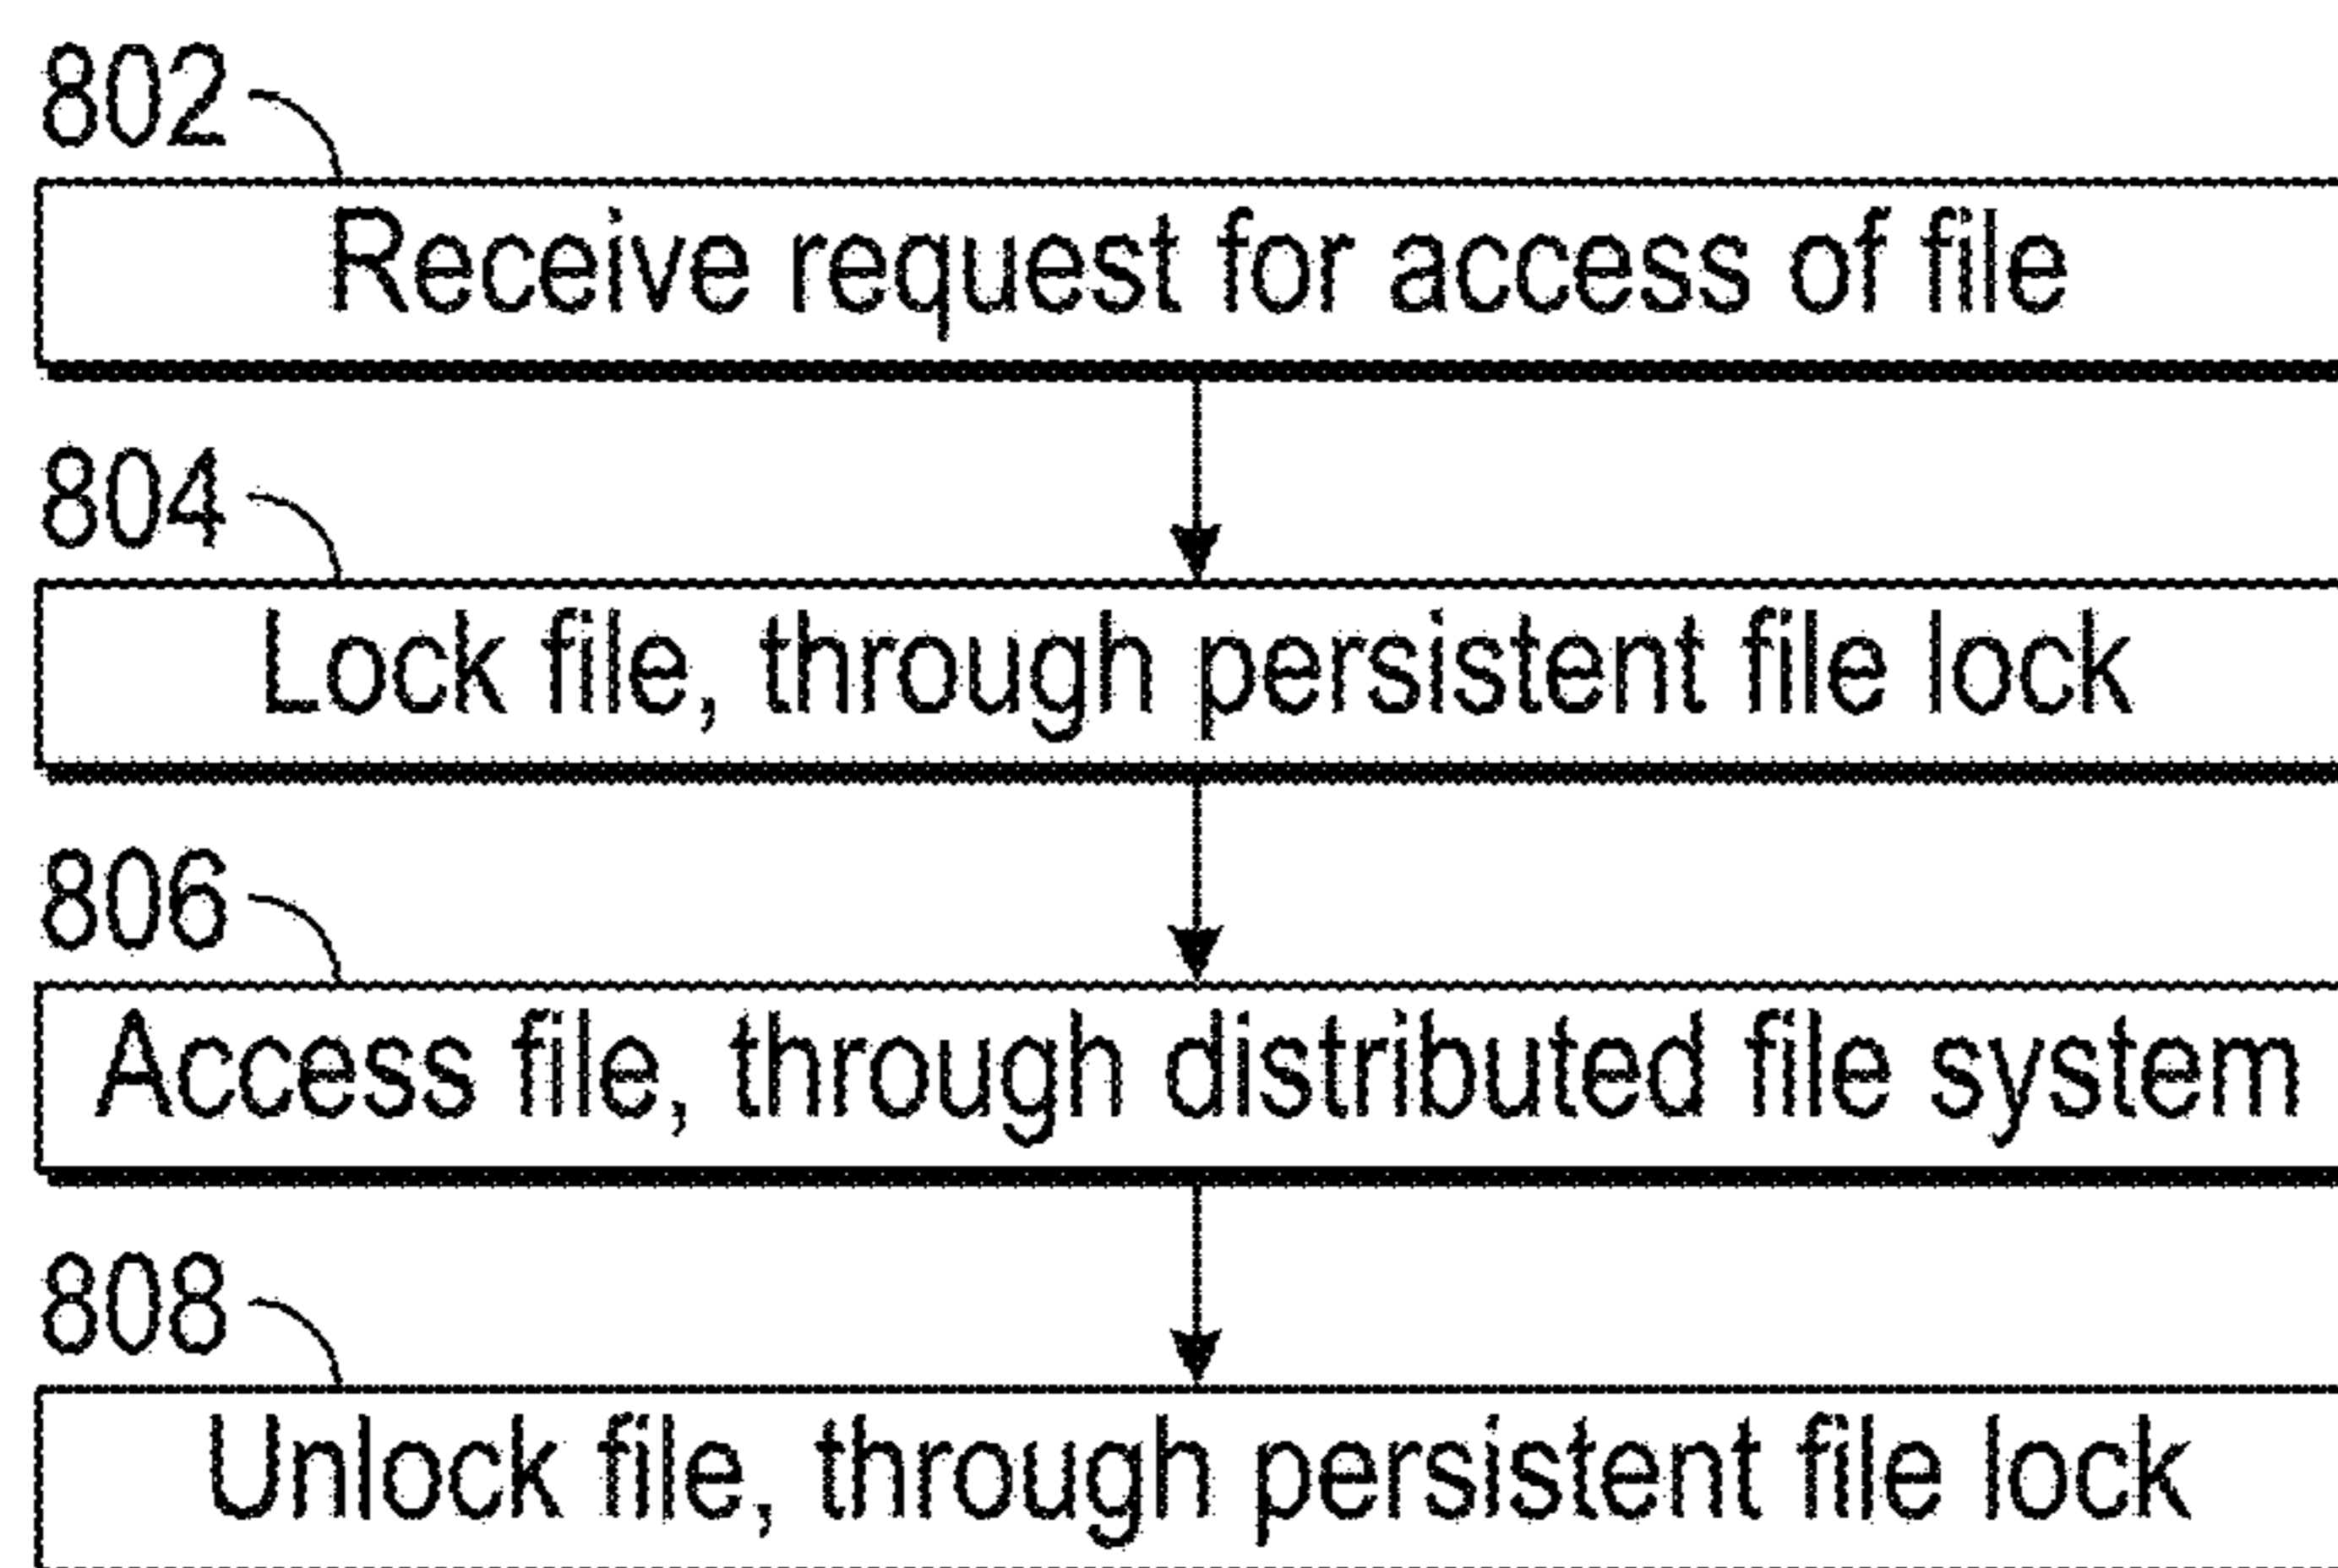 802
Receive request for access of file
804
Lock file, through persistent file lock
806
Access file, through distributed file system
808
Unlock file, through persistent file lock